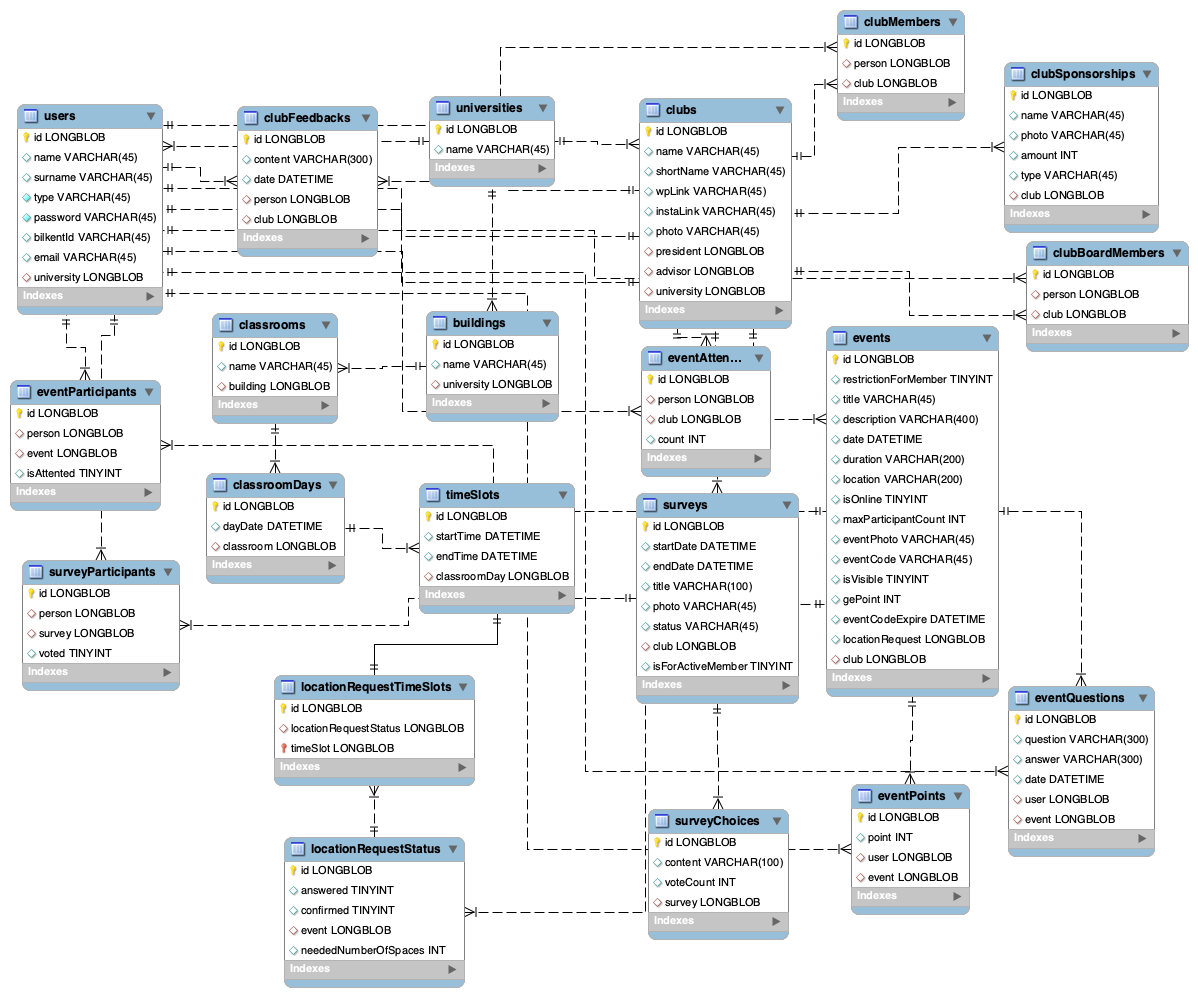 clubMembers
id LONGBLOB
person LONGBLOB
club LONGBLOB
Indexes
clubSponsorships
id LONGBLOB
name VARCHAR(45)
photo VARCHAR(45)
amount INT
type VARCHAR(45)
club LONGBLOB
Indexes
users
id LONGBLOB
name VARCHAR(45)
surname VARCHAR(45)
type VARCHAR(45)
password VARCHAR(45)
bilkentId VARCHAR(45)
email VARCHAR(45)
university LONGBLOB
Indexes
clubFeedbacks
id LONGBLOB
content VARCHAR(300)
date DATETIME
person LONGBLOB
club LONGBLOB
Indexes
universities
id LONGBLOB
name VARCHAR(45)
Indexes
clubs
id LONGBLOB
name VARCHAR(45)
shortName VARCHAR(45)
wpLink VARCHAR(45)
instaLink VARCHAR(45)
photo VARCHAR(45)
president LONGBLOB
advisor LONGBLOB
university LONGBLOB
Indexes
clubBoardMembers
id LONGBLOB
person LONGBLOB
club LONGBLOB
Indexes
classrooms
id LONGBLOB
name VARCHAR(45)
building LONGBLOB
Indexes
buildings
id LONGBLOB
name VARCHAR(45)
university LONGBLOB
Indexes
eventAtten...
id LONGBLOB
person LONGBLOB
club LONGBLOB
count INT
Indexes
events
id LONGBLOB
restrictionForMember TINYINT
title VARCHAR(45)
description VARCHAR(400)
date DATETIME
duration VARCHAR(200)
location VARCHAR(200)
isOnline TINYINT
maxParticipantCount INT
eventPhoto VARCHAR(45)
eventCode VARCHAR(45)
isVisible TINYINT
gePoint INT
eventCodeExpire DATETIME
locationRequest LONGBLOB
club LONGBLOB
Indexes
eventParticipants
id LONGBLOB
person LONGBLOB
event LONGBLOB
isAttented TINYINT
Indexes
classroomDays
id LONGBLOB
dayDate DATETIME
classroom LONGBLOB
Indexes
timeSlots
id LONGBLOB
startTime DATETIME
endTime DATETIME
classroomDay LONGBLOB
Indexes
surveys
id LONGBLOB
startDate DATETIME
endDate DATETIME
title VARCHAR(100)
photo VARCHAR(45)
status VARCHAR(45)
club LONGBLOB
isForActiveMember TINYINT
Indexes
surveyParticipants
id LONGBLOB
person LONGBLOB
survey LONGBLOB
voted TINYINT
Indexes
locationRequestTimeSlots
id LONGBLOB
locationRequestStatus LONGBLOB
timeSlot LONGBLOB
Indexes
eventQuestions
id LONGBLOB
question VARCHAR(300)
answer VARCHAR(300)
date DATETIME
user LONGBLOB
event LONGBLOB
Indexes
eventPoints
id LONGBLOB
point INT
user LONGBLOB
event LONGBLOB
Indexes
surveyChoices
id LONGBLOB
content VARCHAR(100)
voteCount INT
survey LONGBLOB
Indexes
locationRequestStatus
id LONGBLOB
answered TINYINT
confirmed TINYINT
event LONGBLOB
neededNumberOfSpaces INT
Indexes